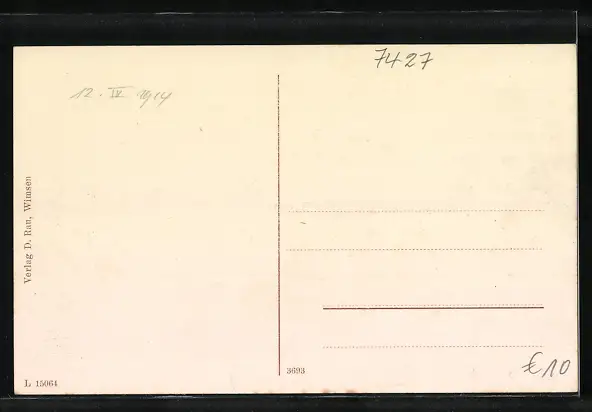 7427
12. IV 1914
Verlag D. Rau, Wimsen
3693
L 15064
€10